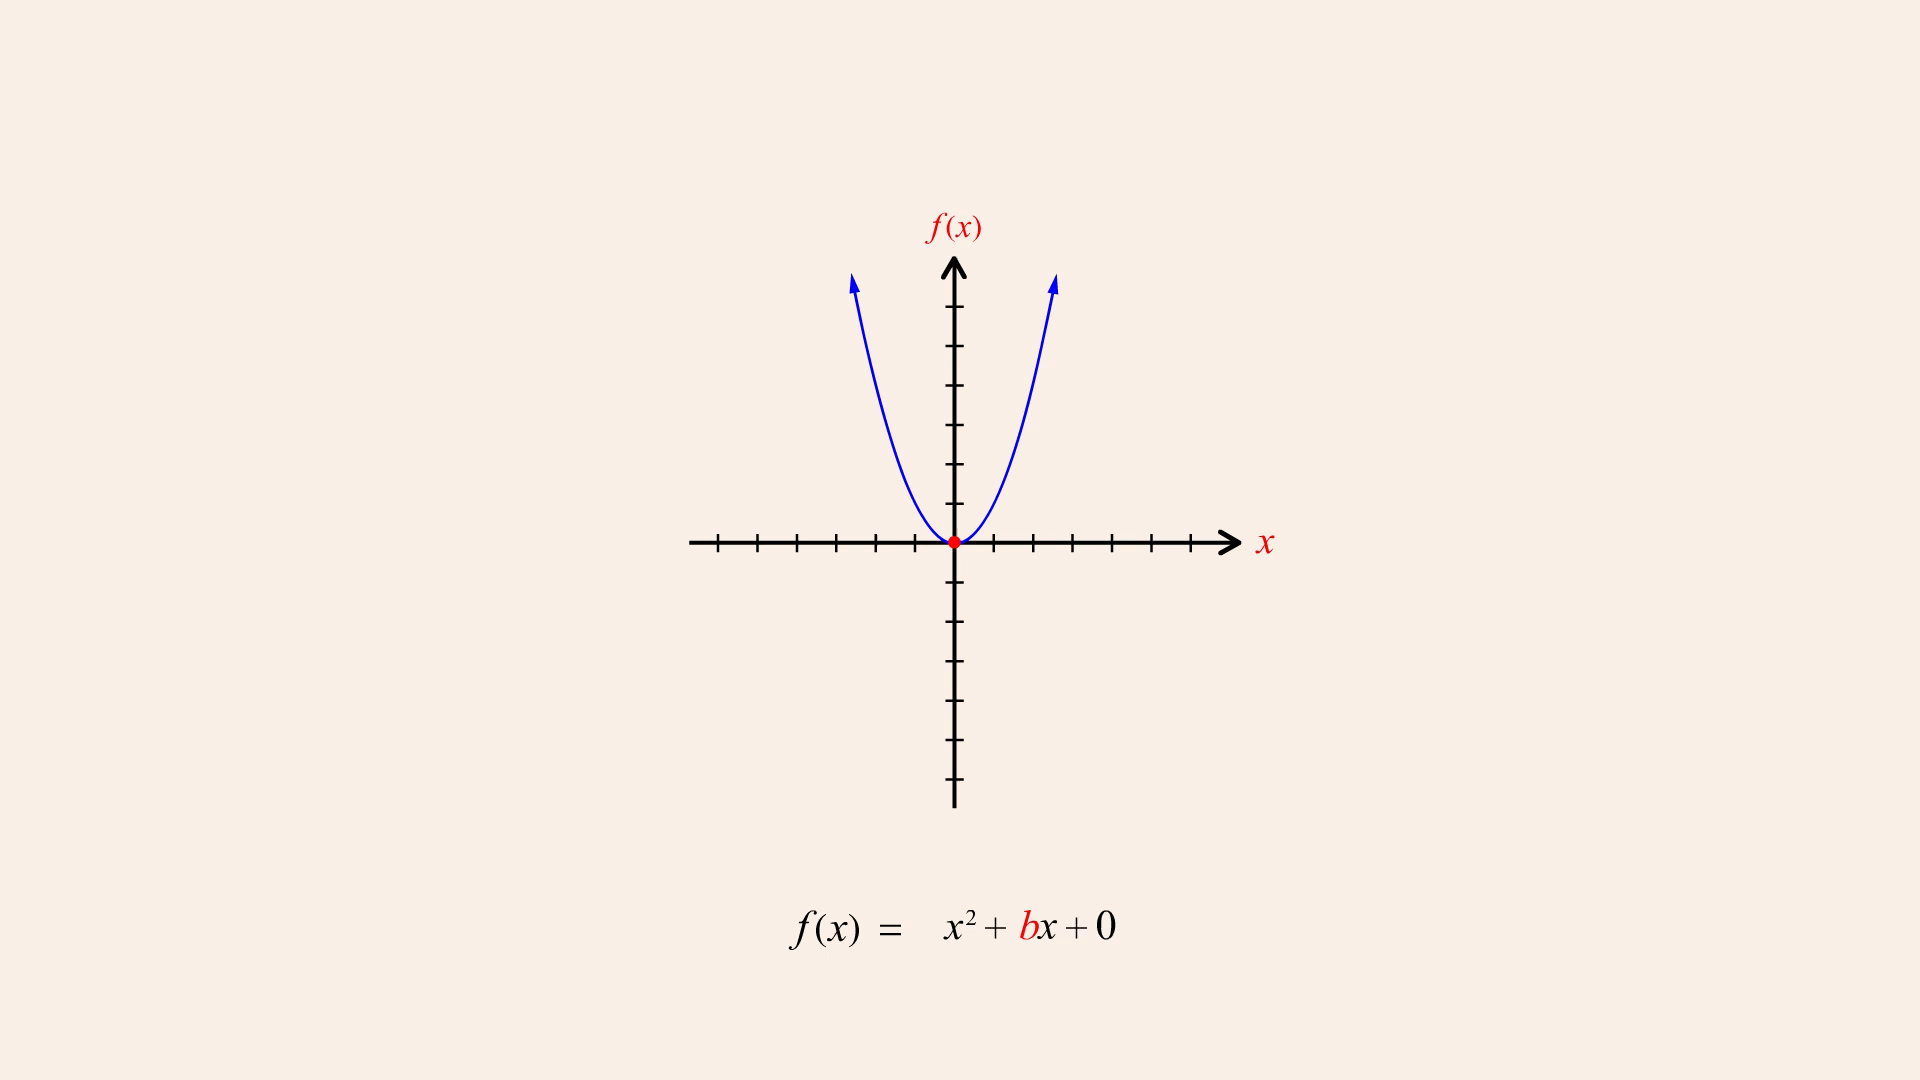 f(x)
x
f(x) = x² + bx + 0